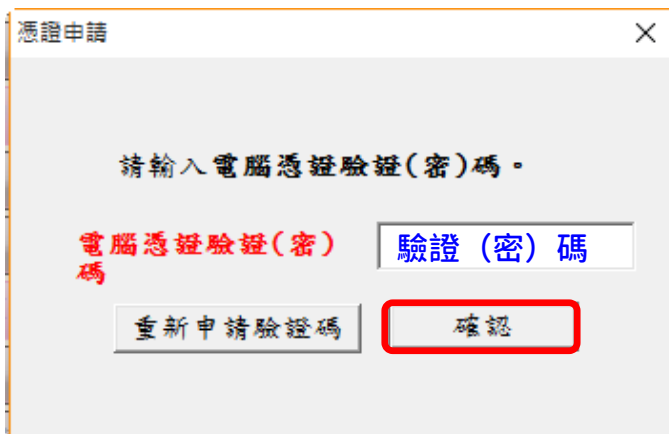 憑證申請
請輸入電腦憑證驗證(密)碼。
電腦憑證驗證(密)
碼
驗證（密）碼
重新申請驗證碼
確認